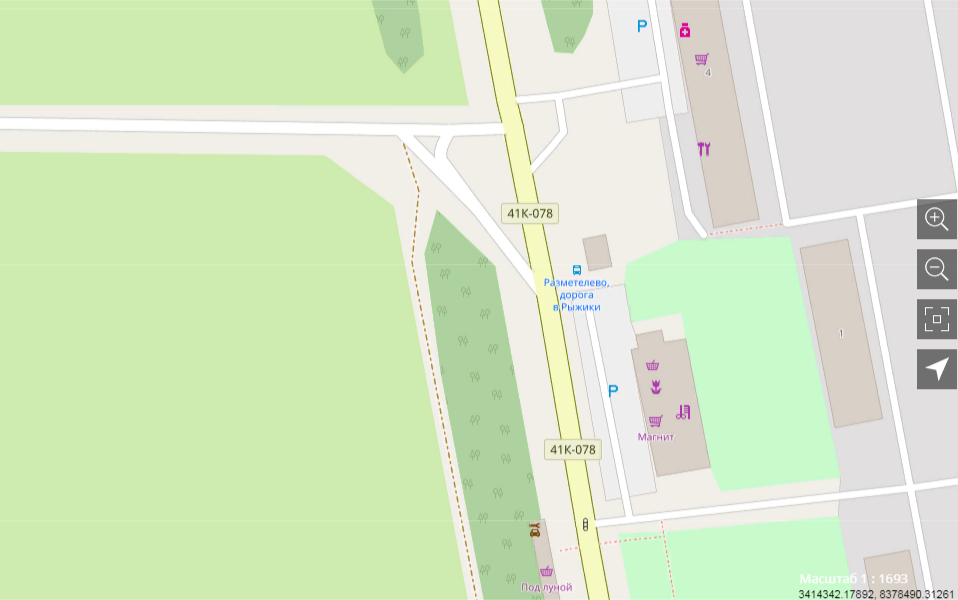 P
4
41К-078
Разметелево,
дорога
в Рыжики
1
P
Магнит
41К-078
Под луной
Масштаб 1 : 1693
3414342.17892, 8378490.31261